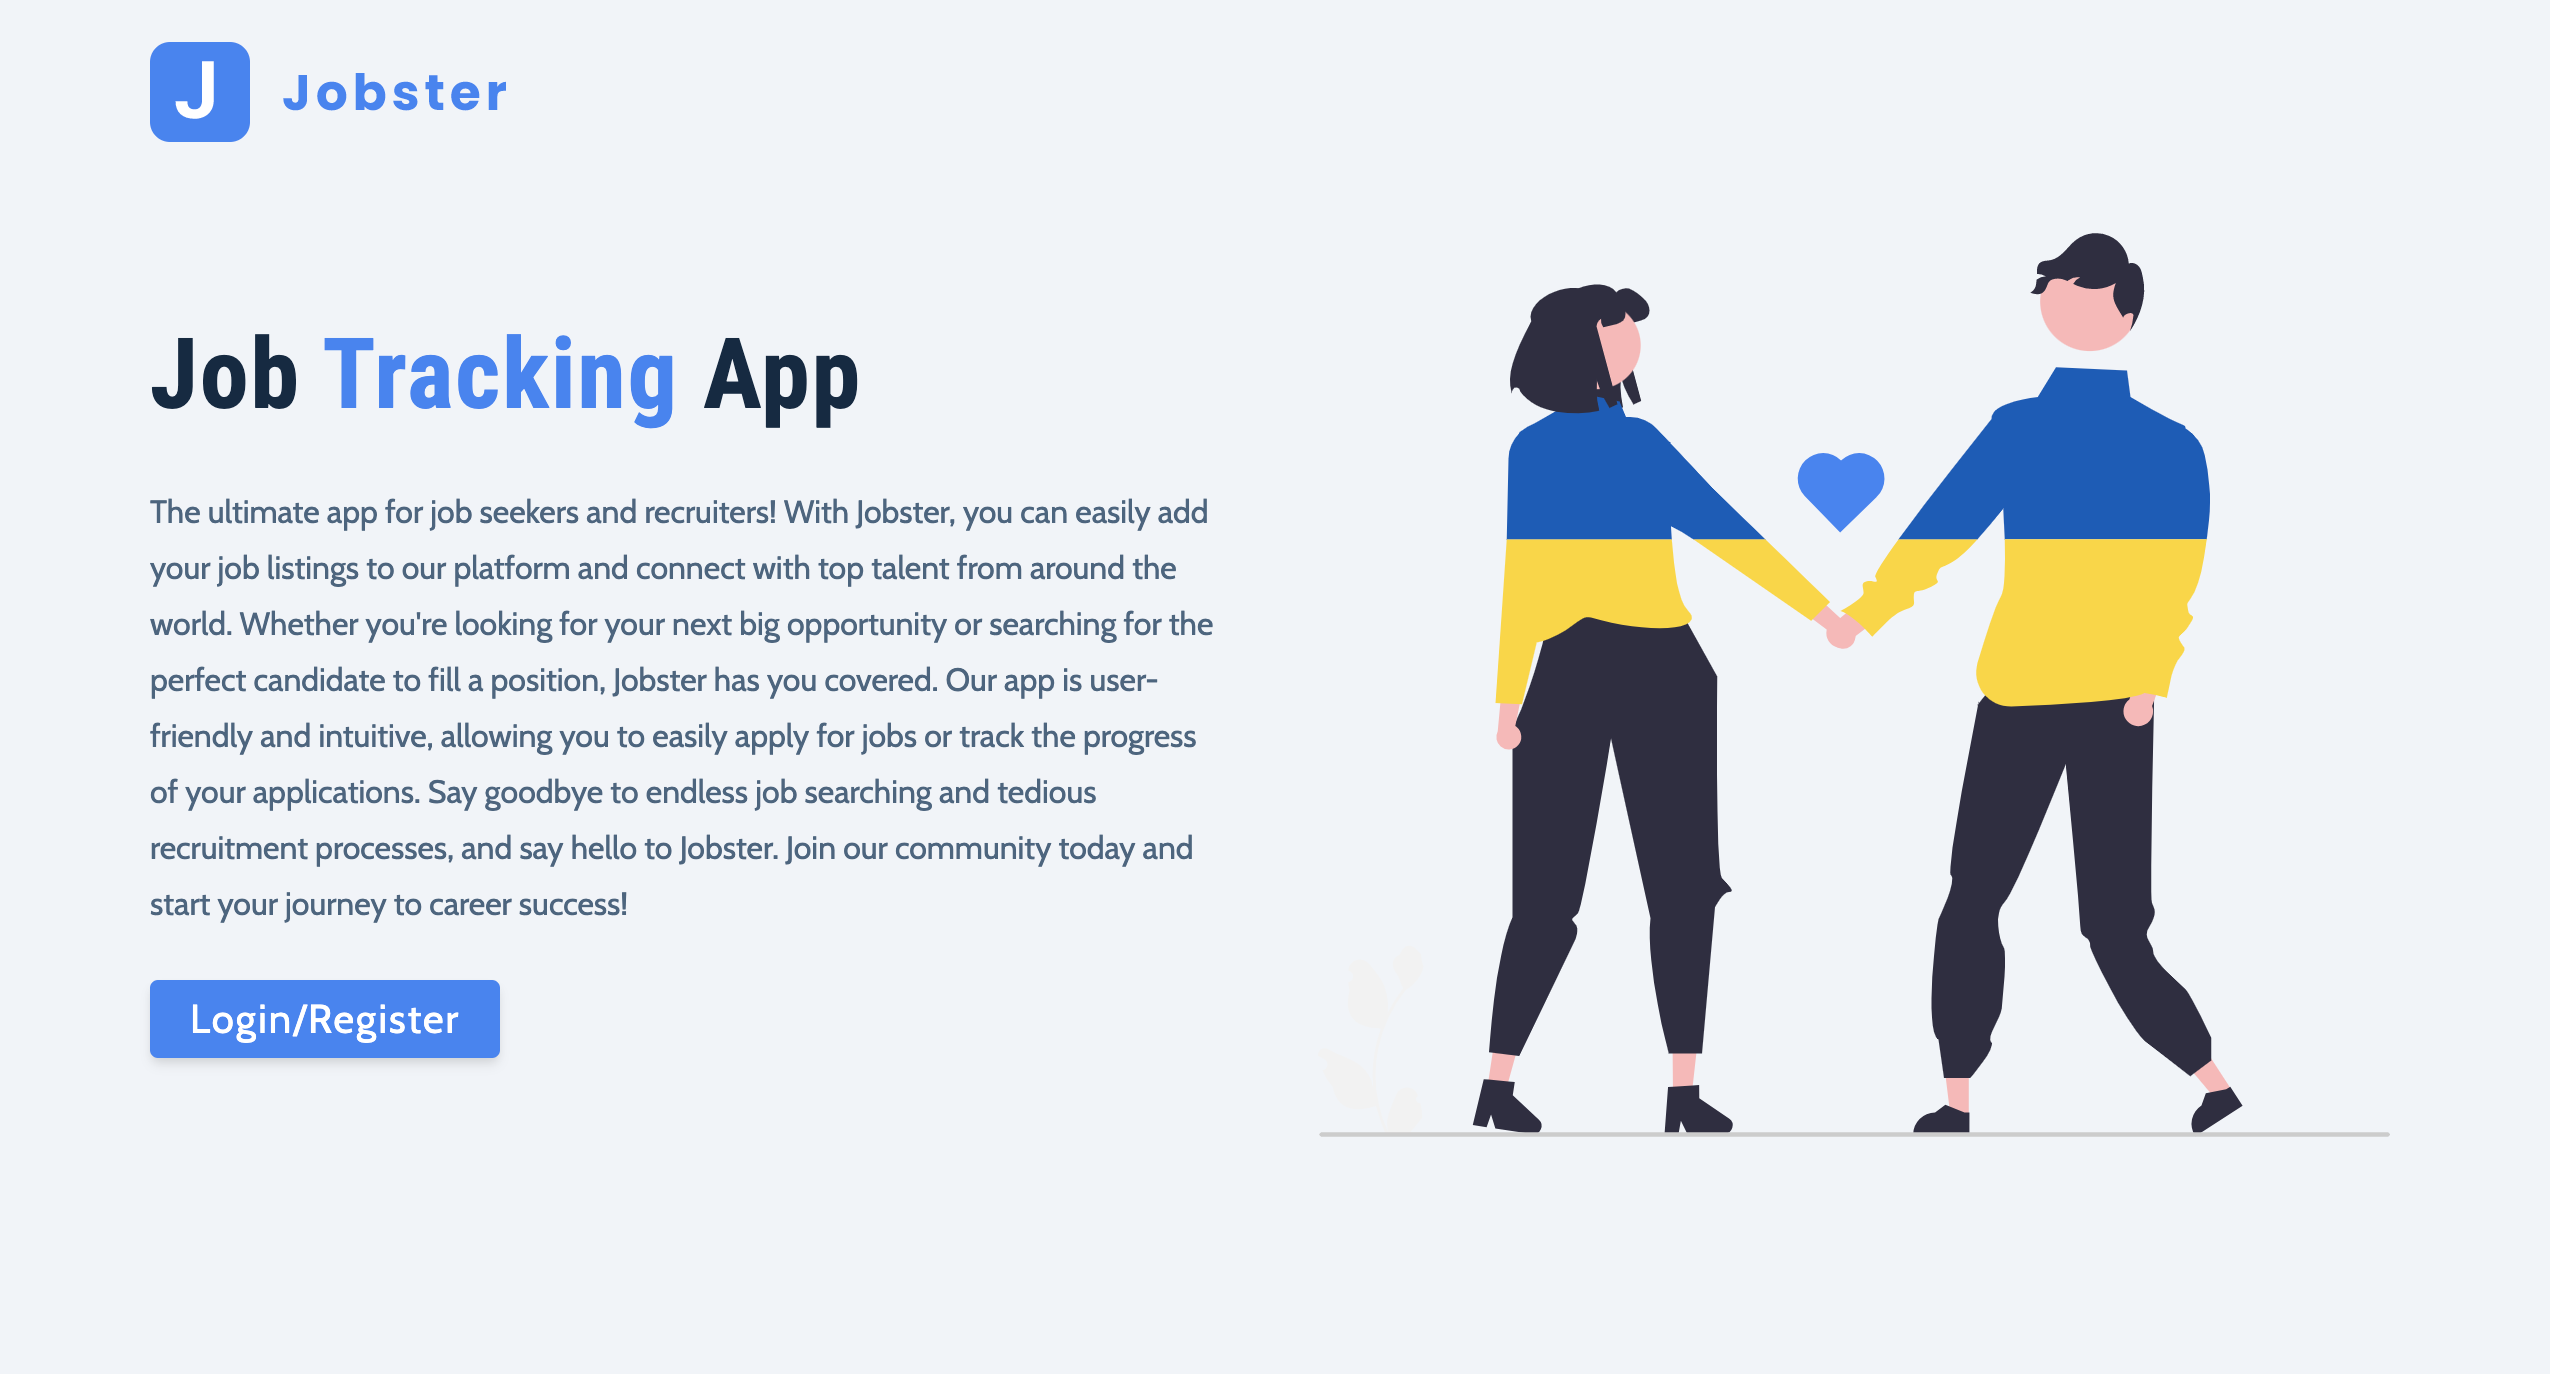 J
Jobster
Job Tracking App
The ultimate app for job seekers and recruiters! With Jobster, you can easily add
your job listings to our platform and connect with top talent from around the
world. Whether you're looking for your next big opportunity or searching for the
perfect candidate to fill a position, Jobster has you covered. Our app is user-
friendly and intuitive, allowing you to easily apply for jobs or track the progress
of your applications. Say goodbye to endless job searching and tedious
recruitment processes, and say hello to Jobster. Join our community today and
start your journey to career success!
Login/Register